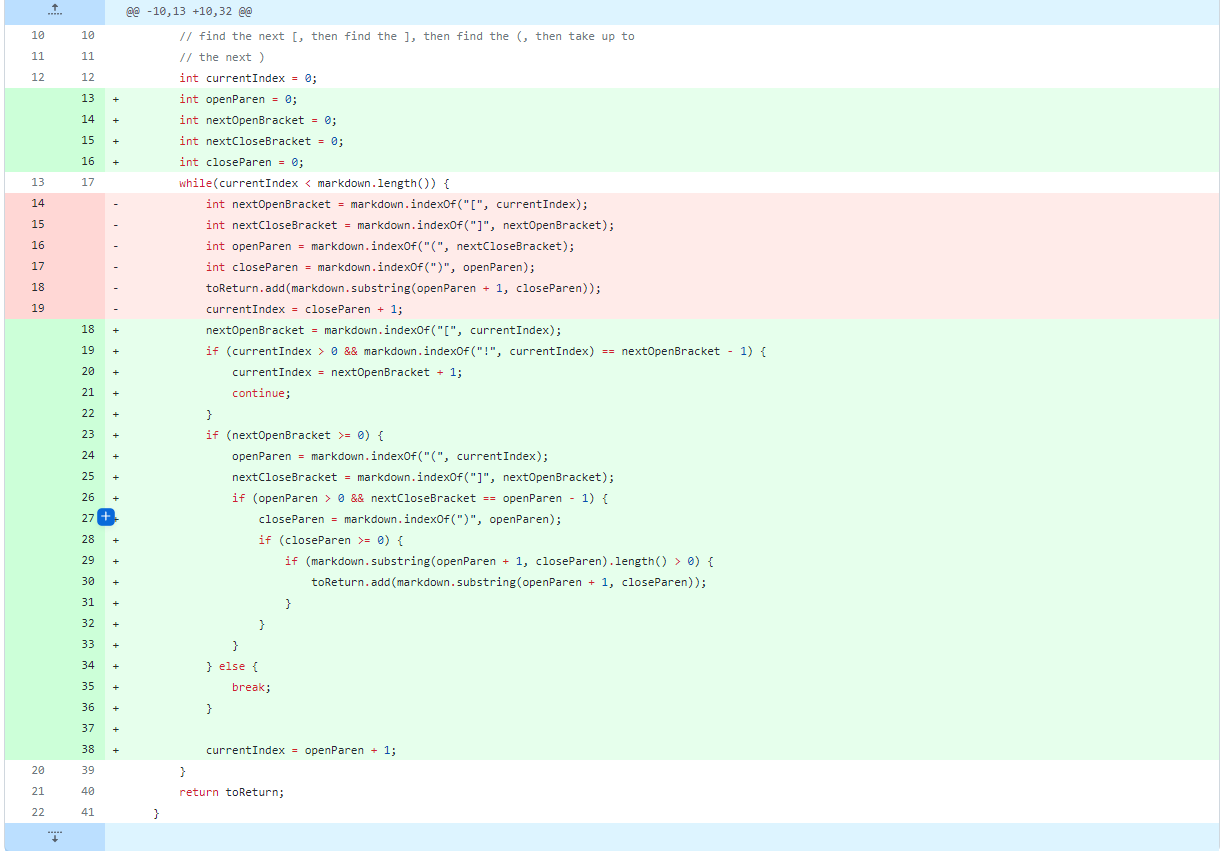 @@ -10,13 +10,32 @@
10 10 // find the next [, then find the ], then find the (, then take up to
11 11 // the next )
12 12 int currentIndex = 0;
13 + int openParen = 0;
14 + int nextOpenBracket = 0;
15 + int nextCloseBracket = 0;
16 + int closeParen = 0;
13 17 while(currentIndex < markdown.length()) {
14 - int nextOpenBracket = markdown.indexOf("[", currentIndex);
15 - int nextCloseBracket = markdown.indexOf("]", nextOpenBracket);
16 - int openParen = markdown.indexOf("(", nextCloseBracket);
17 - int closeParen = markdown.indexOf(")", openParen);
18 - toReturn.add(markdown.substring(openParen + 1, closeParen));
19 - currentIndex = closeParen + 1;
18 + nextOpenBracket = markdown.indexOf("[", currentIndex);
19 + if (currentIndex > 0 && markdown.indexOf("!", currentIndex) == nextOpenBracket - 1) {
20 + currentIndex = nextOpenBracket + 1;
21 + continue;
22 + }
23 + if (nextOpenBracket >= 0) {
24 + openParen = markdown.indexOf("(", currentIndex);
25 + nextCloseBracket = markdown.indexOf("]", nextOpenBracket);
26 + if (openParen > 0 && nextCloseBracket == openParen - 1) {
27 + closeParen = markdown.indexOf(")", openParen);
28 + if (closeParen >= 0) {
29 + if (markdown.substring(openParen + 1, closeParen).length() > 0) {
30 + toReturn.add(markdown.substring(openParen + 1, closeParen));
31 + }
32 + }
33 + }
34 + } else {
35 + break;
36 + }
37 +
38 + currentIndex = openParen + 1;
20 39 }
21 40 return toReturn;
22 41 }